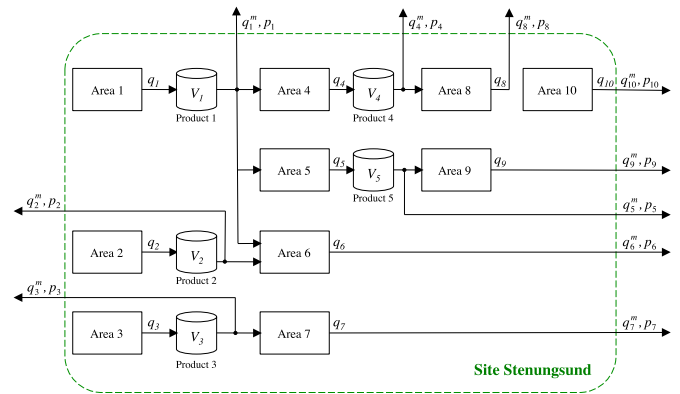 q₁ᵐ, p₁
q₄ᵐ, p₄
q₈ᵐ, p₈
Area 1
q₁
V₁
Product 1
Area 4
q₄
V₄
Product 4
Area 8
q₈
Area 10
q₁₀
q₁₀ᵐ, p₁₀
Area 5
q₅
V₅
Product 5
Area 9
q₉
q₉ᵐ, p₉
q₂ᵐ, p₂
q₅ᵐ, p₅
Area 2
q₂
V₂
Product 2
Area 6
q₆
q₆ᵐ, p₆
q₃ᵐ, p₃
Area 3
q₃
V₃
Product 3
Area 7
q₇
q₇ᵐ, p₇
Site Stenungsund